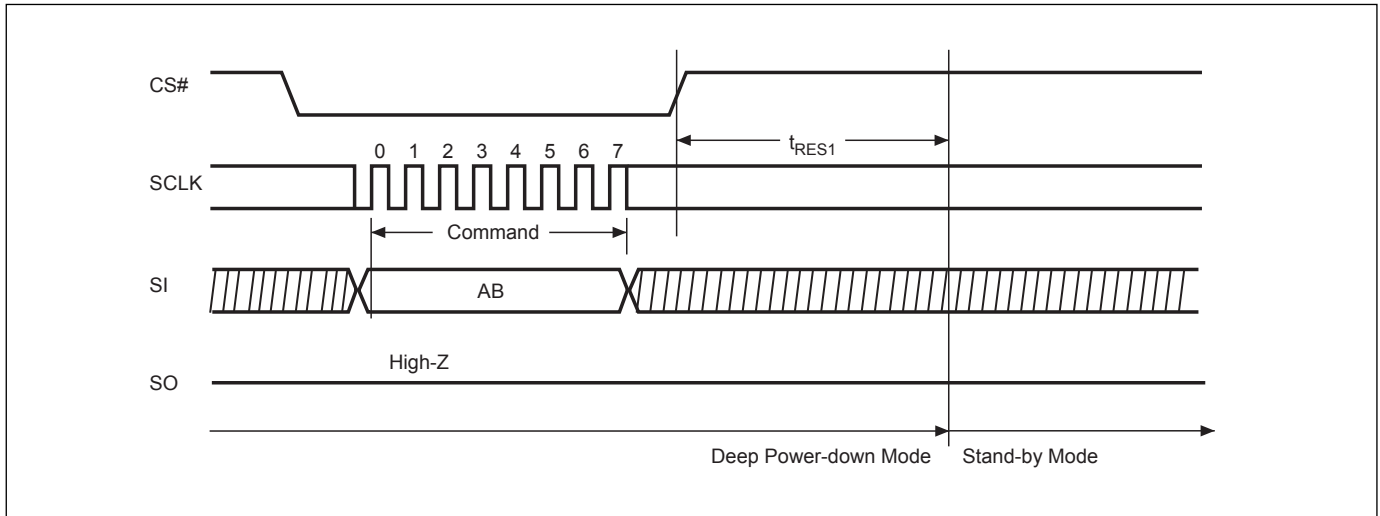 CS#
t_RES1
0 1 2 3 4 5 6 7
SCLK
Command
SI
AB
High-Z
SO
Deep Power-down Mode Stand-by Mode